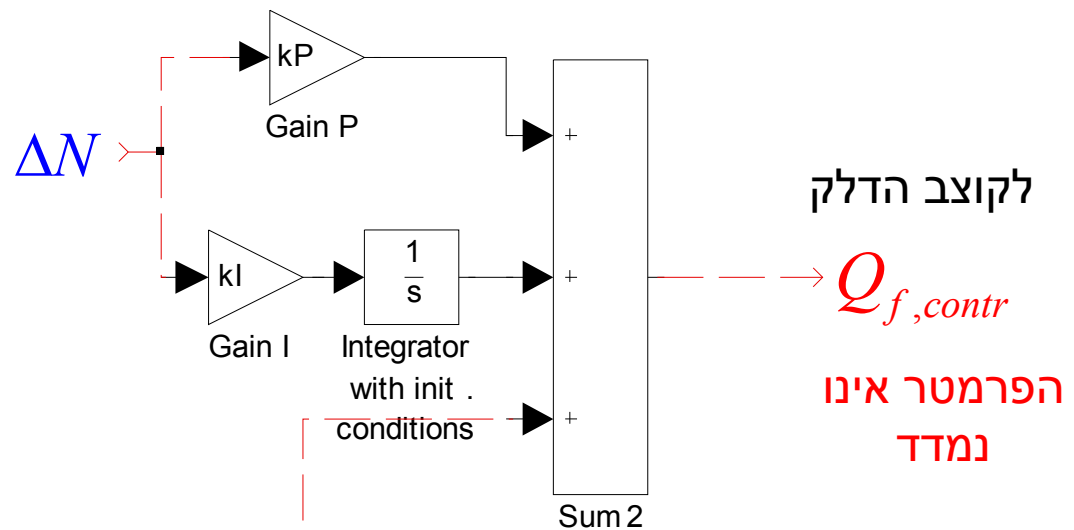 kP
Gain P
ΔN
kI
Gain I
1
s
Integrator
with init .
conditions
+
+
+
Sum 2
לקוצב הדלק
Q f ,contr
הפרמטר אינו
נמדד